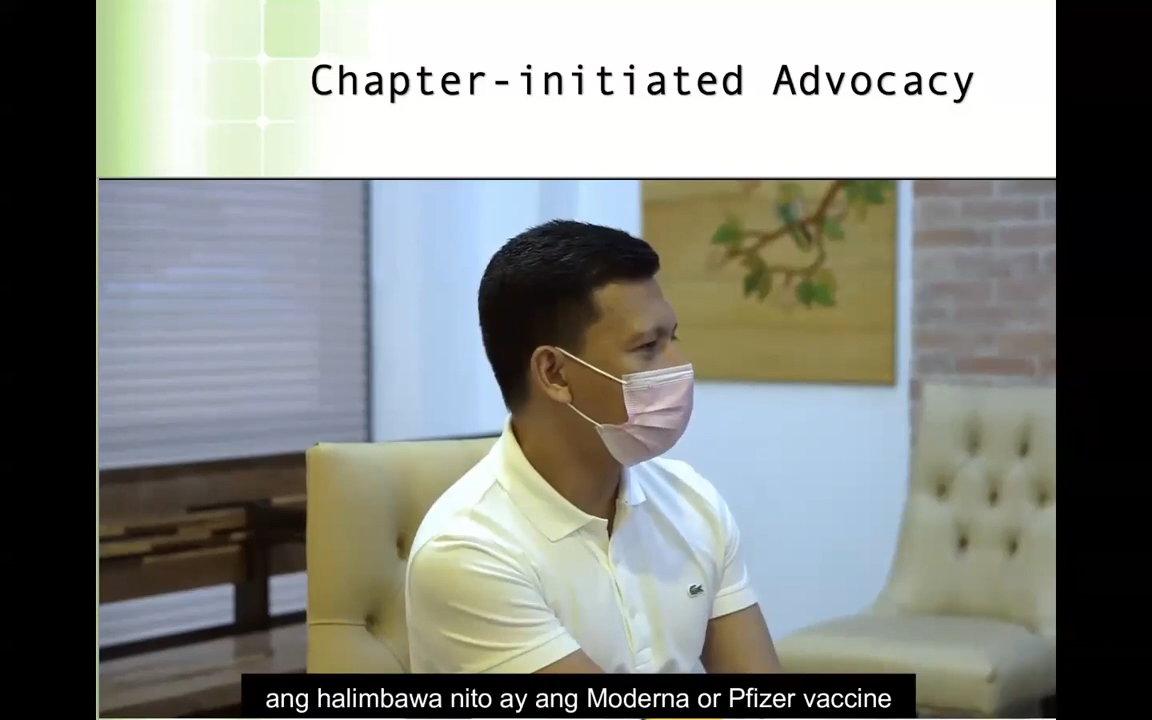 Chapter-initiated Advocacy
ang halimbawa nito ay ang Moderna or Pfizer vaccine